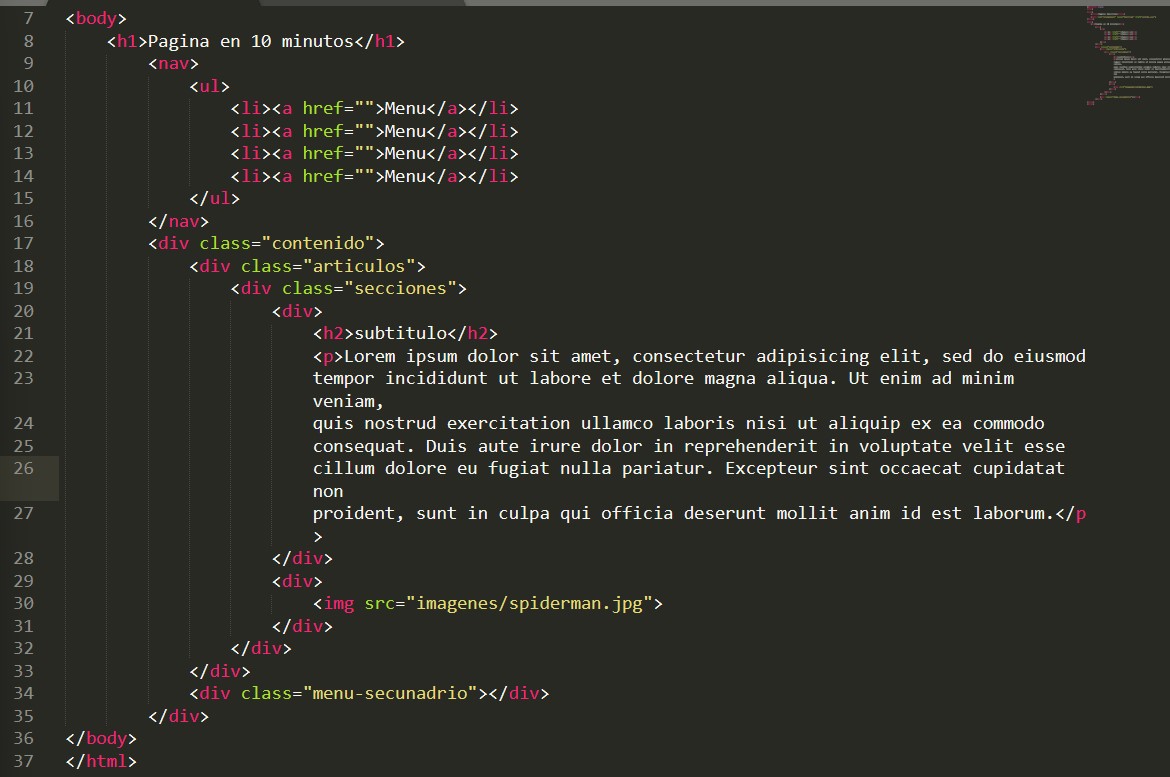 7 <body>
8 <h1>Pagina en 10 minutos</h1>
9 <nav>
10 <ul>
11 <li><a href="">Menu</a></li>
12 <li><a href="">Menu</a></li>
13 <li><a href="">Menu</a></li>
14 <li><a href="">Menu</a></li>
15 </ul>
16 </nav>
17 <div class="contenido">
18 <div class="articulos">
19 <div class="secciones">
20 <div>
21 <h2>subtitulo</h2>
22 <p>Lorem ipsum dolor sit amet, consectetur adipisicing elit, sed do eiusmod
23 tempor incididunt ut labore et dolore magna aliqua. Ut enim ad minim
veniam,
24 quis nostrud exercitation ullamco laboris nisi ut aliquip ex ea commodo
25 consequat. Duis aute irure dolor in reprehenderit in voluptate velit esse
26 cillum dolore eu fugiat nulla pariatur. Excepteur sint occaecat cupidatat
non
27 proident, sunt in culpa qui officia deserunt mollit anim id est laborum.</p
>
28 </div>
29 <div>
30 <img src="imagenes/spiderman.jpg">
31 </div>
32 </div>
33 </div>
34 <div class="menu-secunadrio"></div>
35 </div>
36 </body>
37 </html>